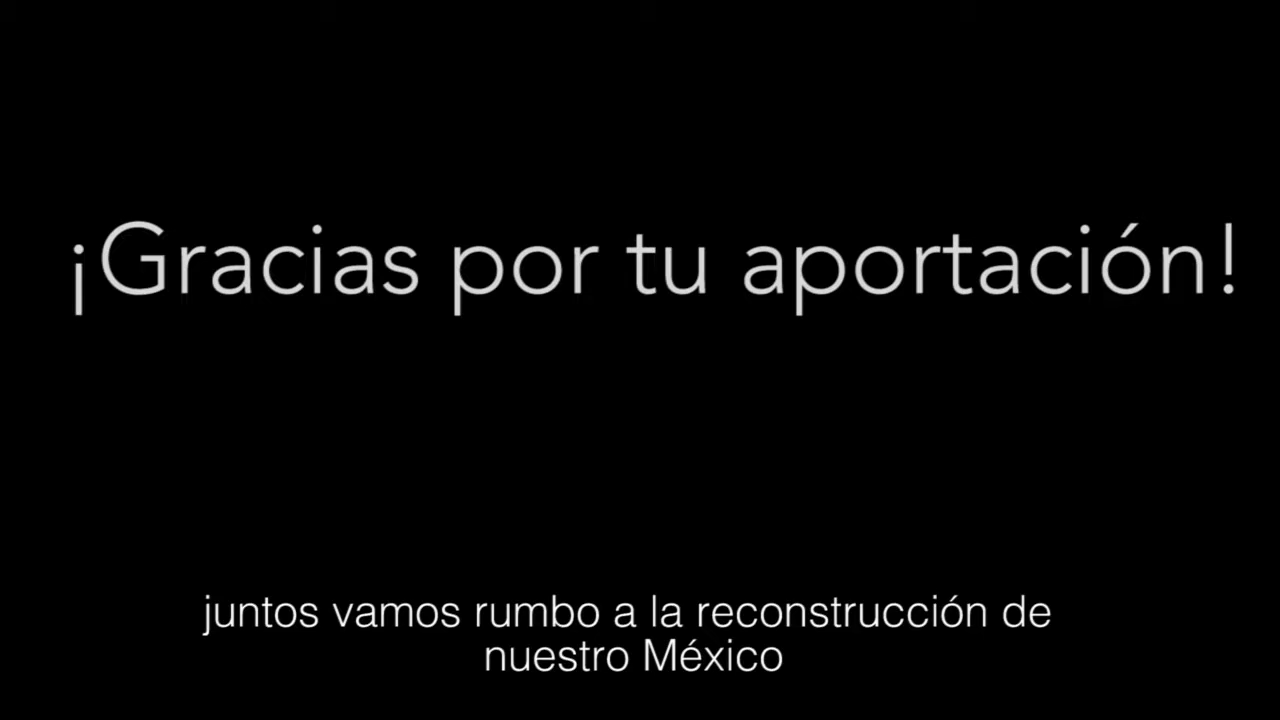 ¡Gracias por tu aportación!
juntos vamos rumbo a la reconstrucción de
nuestro México